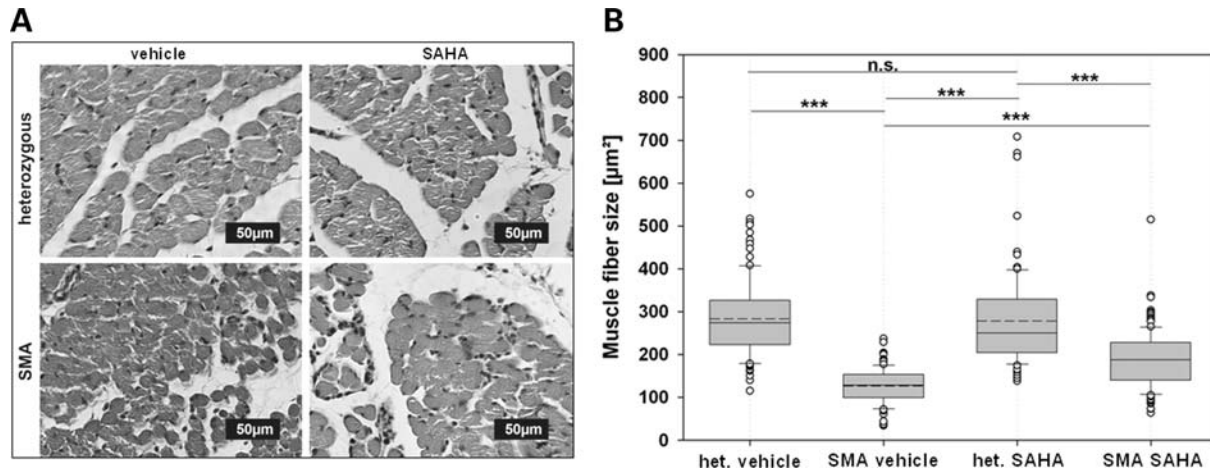 A
vehicle
SAHA
heterozygous
50µm
50µm
SMA
50µm
50µm
B
900
800
700
600
500
400
300
200
100
0
Muscle fiber size [µm²]
n.s.
***
***
***
***
het. vehicle
SMA vehicle
het. SAHA
SMA SAHA